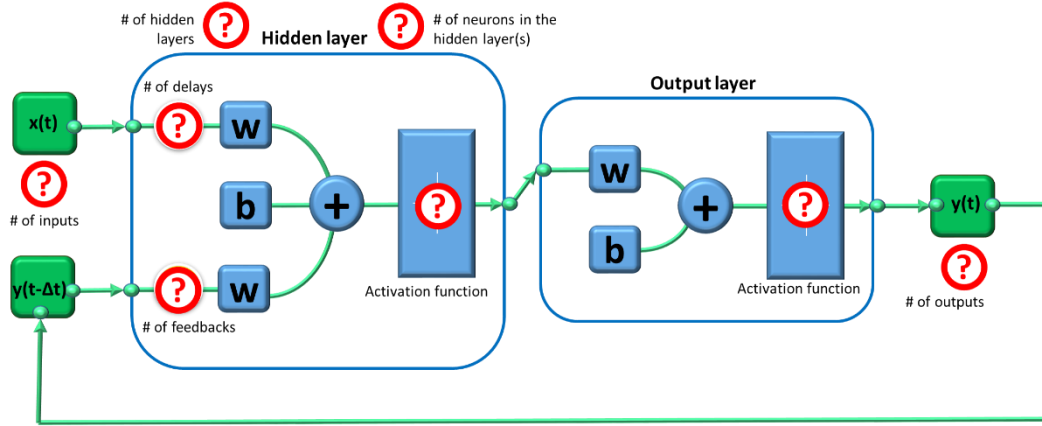 # of hidden
layers
?
?
# of neurons in the
hidden layer(s)
Hidden layer
Output layer
# of delays
x(t)
?
w
?
# of inputs
b
+
?
Activation function
y(t-Δt)
?
w
# of feedbacks
w
b
+
?
Activation function
y(t)
?
# of outputs